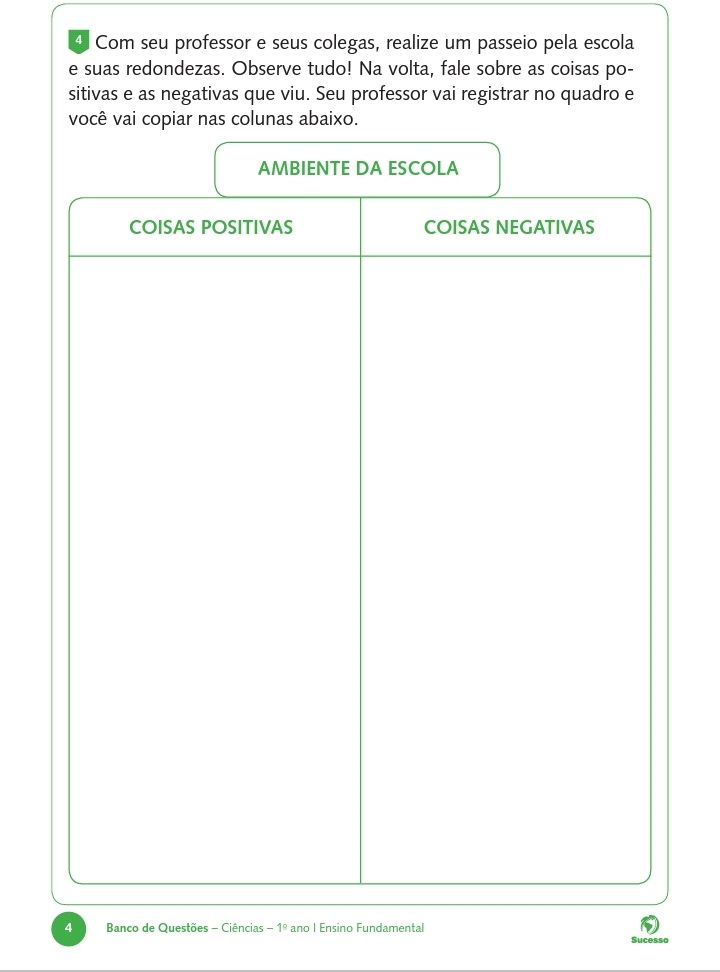 4 Com seu professor e seus colegas, realize um passeio pela escola
e suas redondezas. Observe tudo! Na volta, fale sobre as coisas po-
sitivas e as negativas que viu. Seu professor vai registrar no quadro e
você vai copiar nas colunas abaixo.
AMBIENTE DA ESCOLA
COISAS POSITIVAS
COISAS NEGATIVAS
4 Banco de Questões – Ciências – 1º ano I Ensino Fundamental
Sucesso